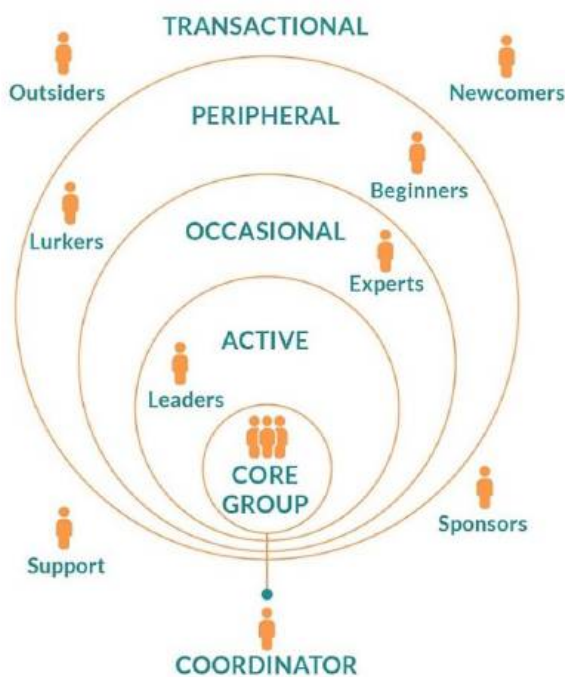 TRANSACTIONAL
Outsiders
Newcomers
PERIPHERAL
Beginners
Lurkers
OCCASIONAL
Experts
ACTIVE
Leaders
CORE
GROUP
Sponsors
Support
COORDINATOR